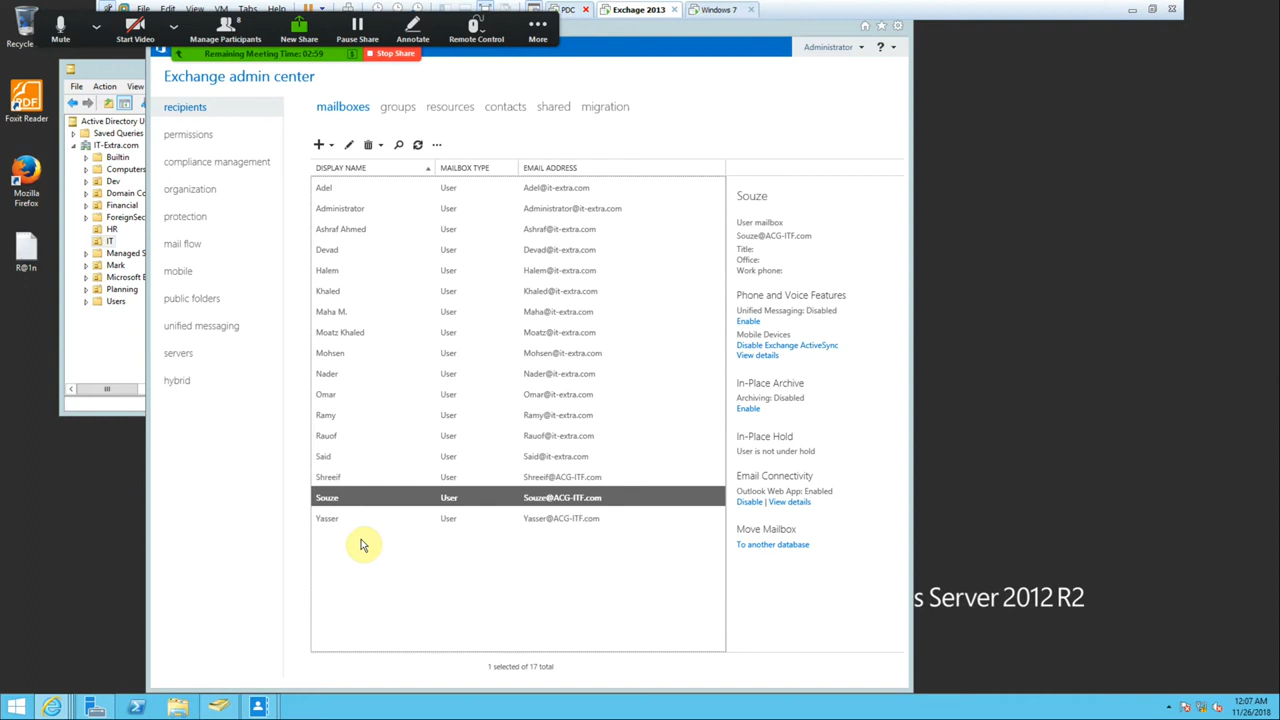 File Edit View VM Tabs Help
PDC Exchage 2013 Windows 7
Recycle
Mute Start Video Manage Participants 8 New Share Pause Share Annotate Remote Control More
Remaining Meeting Time: 02:59 Stop Share
Administrator ?
Exchange admin center
Foxit Reader
Mozilla
Firefox
R@1n
File Action View
Active Directory U
Saved Queries
IT-Extra.com
Builtin
Computers
Dev
Domain Co
Financial
ForeignSec
HR
IT
Managed S
Mark
Microsoft E
Planning
Users
recipients
permissions
compliance management
organization
protection
mail flow
mobile
public folders
unified messaging
servers
hybrid
mailboxes groups resources contacts shared migration
DISPLAY NAME MAILBOX TYPE EMAIL ADDRESS
Adel User Adel@it-extra.com
Administrator User Administrator@it-extra.com
Ashraf Ahmed User Ashraf@it-extra.com
Devad User Devad@it-extra.com
Halem User Halem@it-extra.com
Khaled User Khaled@it-extra.com
Maha M. User Maha@it-extra.com
Moatz Khaled User Moatz@it-extra.com
Mohsen User Mohsen@it-extra.com
Nader User Nader@it-extra.com
Omar User Omar@it-extra.com
Ramy User Ramy@it-extra.com
Rauof User Rauof@it-extra.com
Said User Said@it-extra.com
Shreeif User Shreeif@ACG-ITF.com
Souze User Souze@ACG-ITF.com
Yasser User Yasser@ACG-ITF.com
1 selected of 17 total
Souze
User mailbox
Souze@ACG-ITF.com
Title:
Office:
Work phone:
Phone and Voice Features
Unified Messaging: Disabled
Enable
Mobile Devices
Disable Exchange ActiveSync
View details
In-Place Archive
Archiving: Disabled
Enable
In-Place Hold
User is not under hold
Email Connectivity
Outlook Web App: Enabled
Disable | View details
Move Mailbox
To another database
s Server 2012 R2
12:07 AM
11/26/2018